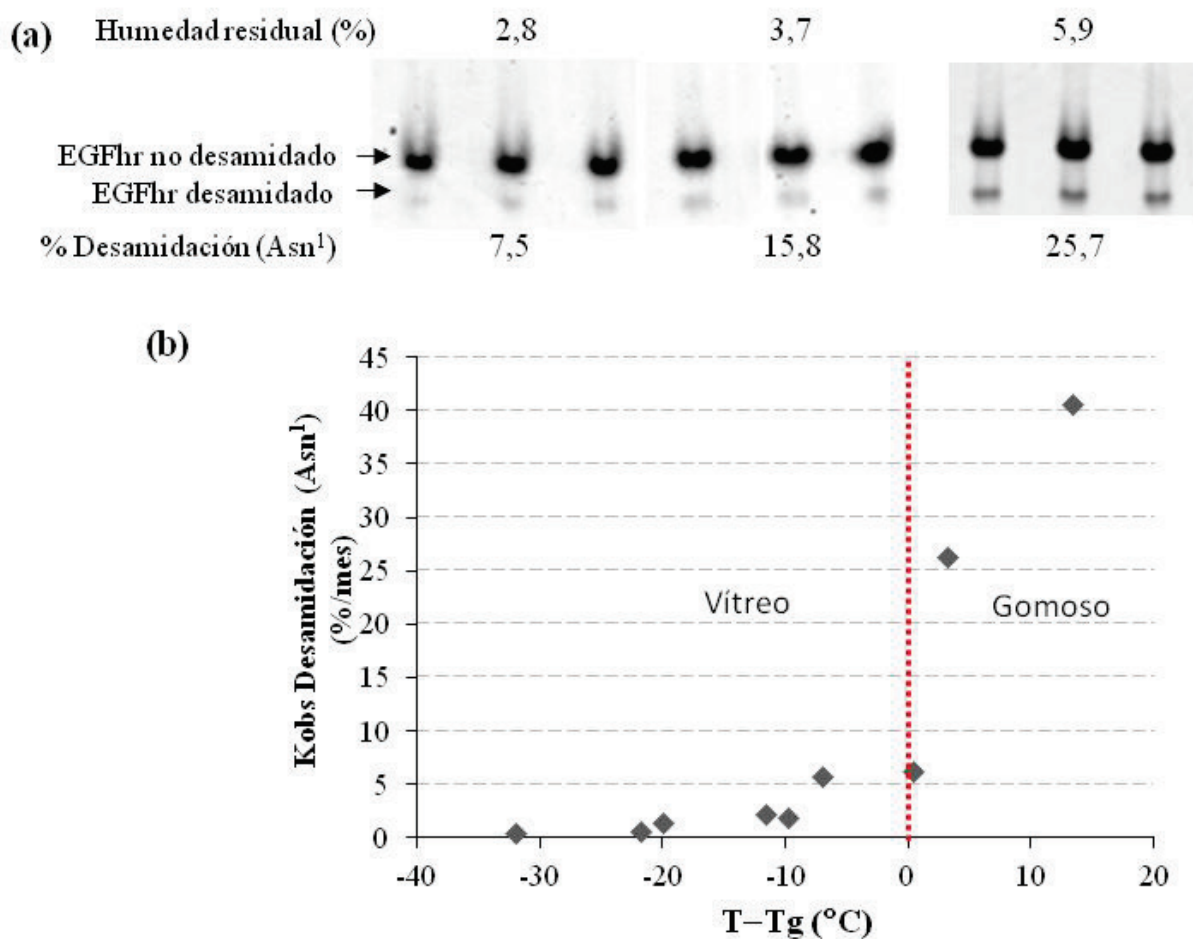 (a) Humedad residual (%) 2,8 3,7 5,9
EGFhr no desamidado
EGFhr desamidado
% Desamidación (Asn¹) 7,5 15,8 25,7
(b)
Kobs Desamidación (Asn¹)
(%/mes)
45
40
35
30
25
20
15
10
5
0
Vítreo Gomoso
-40 -30 -20 -10 0 10 20
T–Tg (°C)